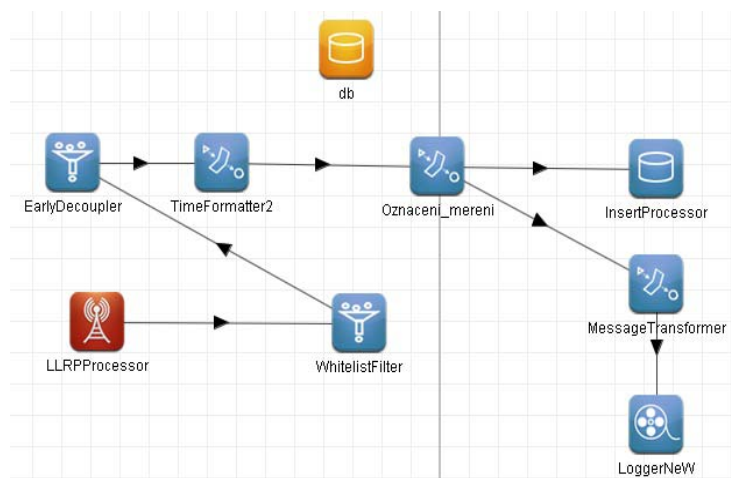 db
EarlyDecoupler
TimeFormatter2
Oznaceni_mereni
InsertProcessor
LLRPProcessor
WhitelistFilter
MessageTransformer
LoggerNeW